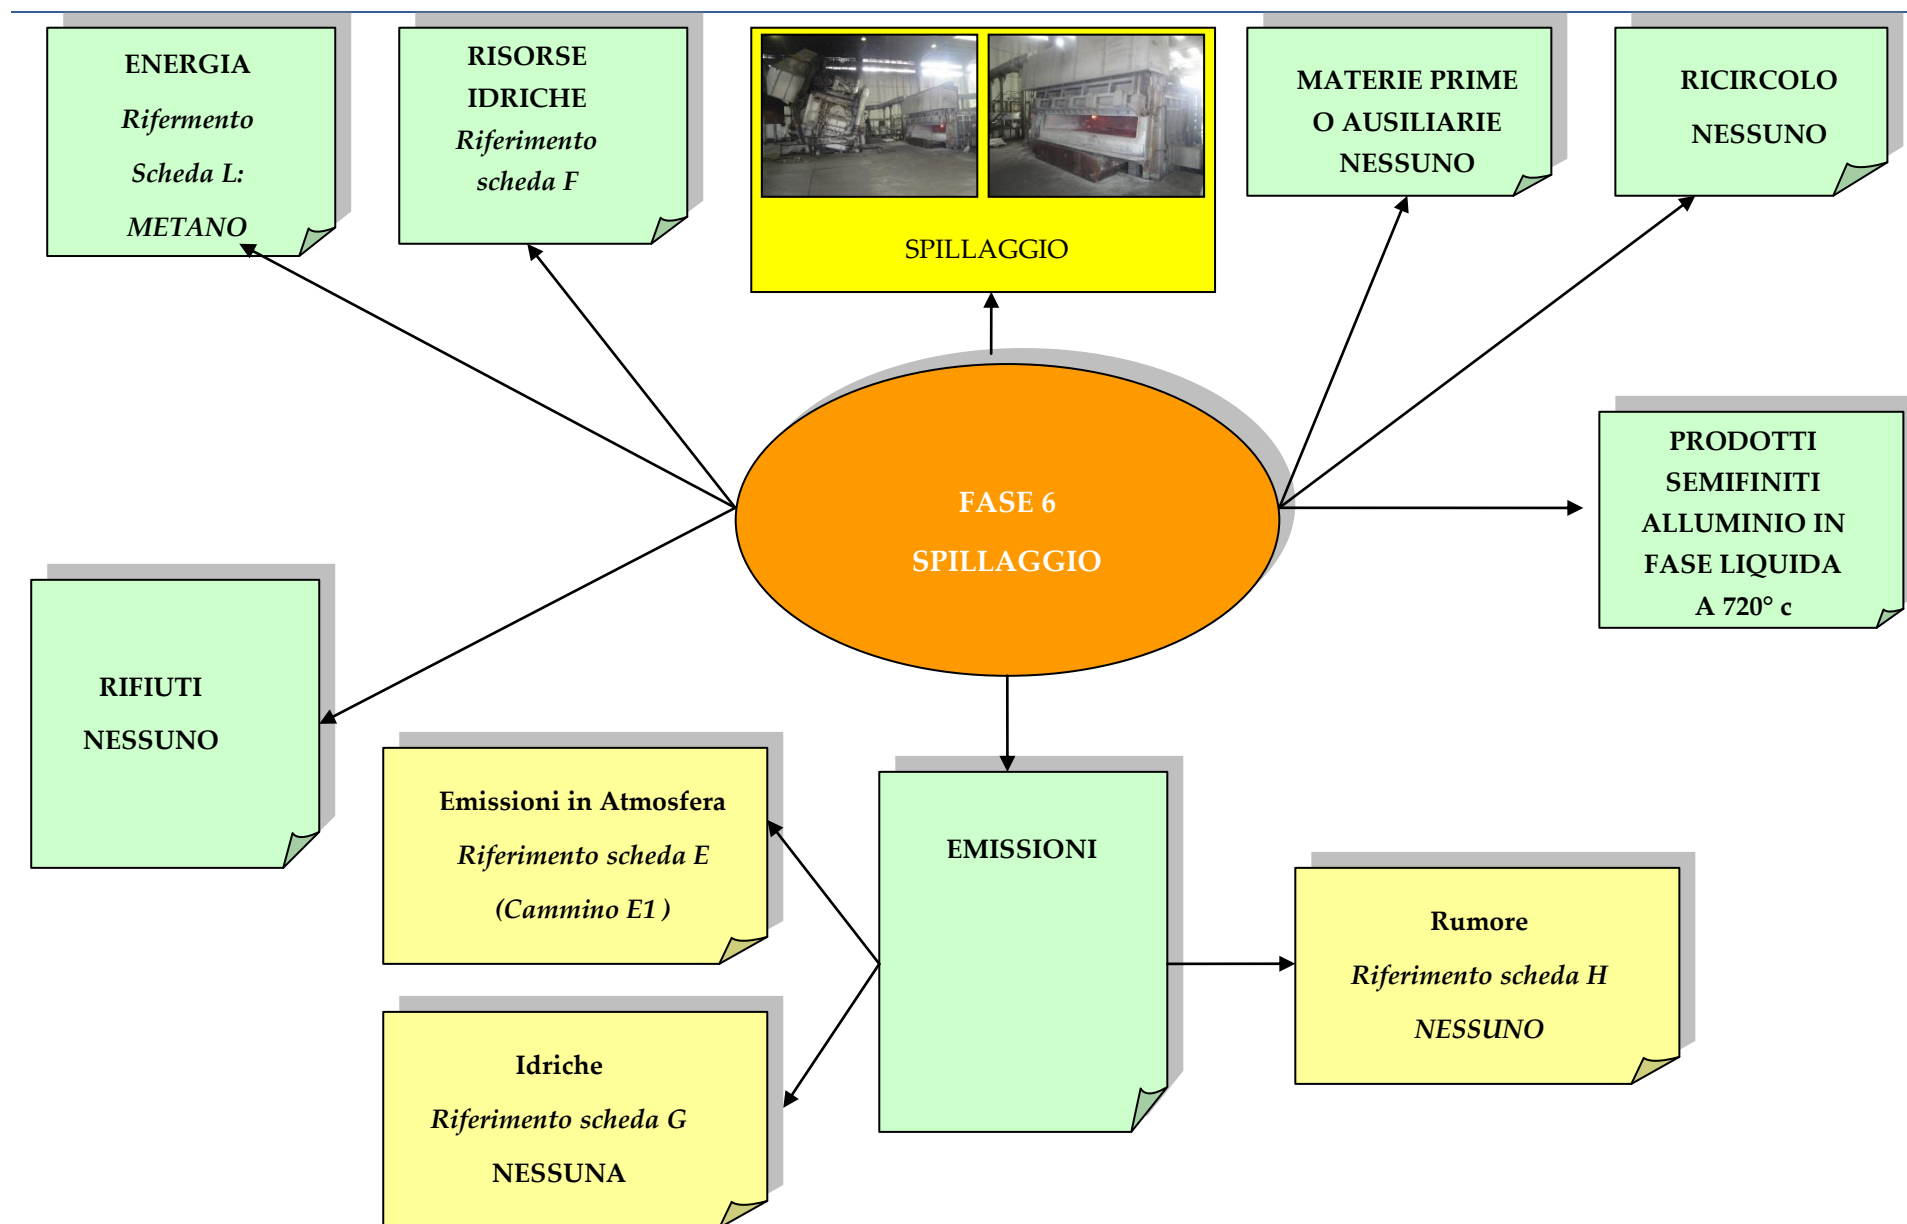 ENERGIA
Rifermento
Scheda L:
METANO
RISORSE
IDRICHE
Riferimento
scheda F
SPILLAGGIO
MATERIE PRIME
O AUSILIARIE
NESSUNO
RICIRCOLO
NESSUNO
FASE 6
SPILLAGGIO
PRODOTTI
SEMIFINITI
ALLUMINIO IN
FASE LIQUIDA
A 720° c
RIFIUTI
NESSUNO
Emissioni in Atmosfera
Riferimento scheda E
(Cammino E1 )
EMISSIONI
Rumore
Riferimento scheda H
NESSUNO
Idriche
Riferimento scheda G
NESSUNA